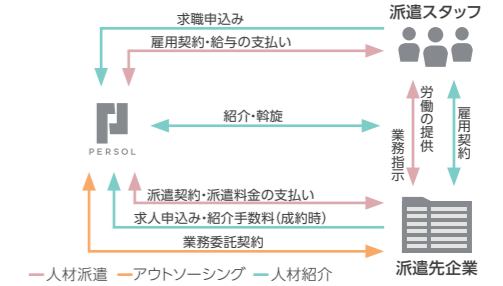 派遣スタッフ
求職申込み
雇用契約・給与の支払い
紹介・斡旋
PERSOL
業務指示
労働の提供
雇用契約
派遣契約・派遣料金の支払い
求人申込み・紹介手数料(成約時)
業務委託契約
派遣先企業
人材派遣 アウトソーシング 人材紹介